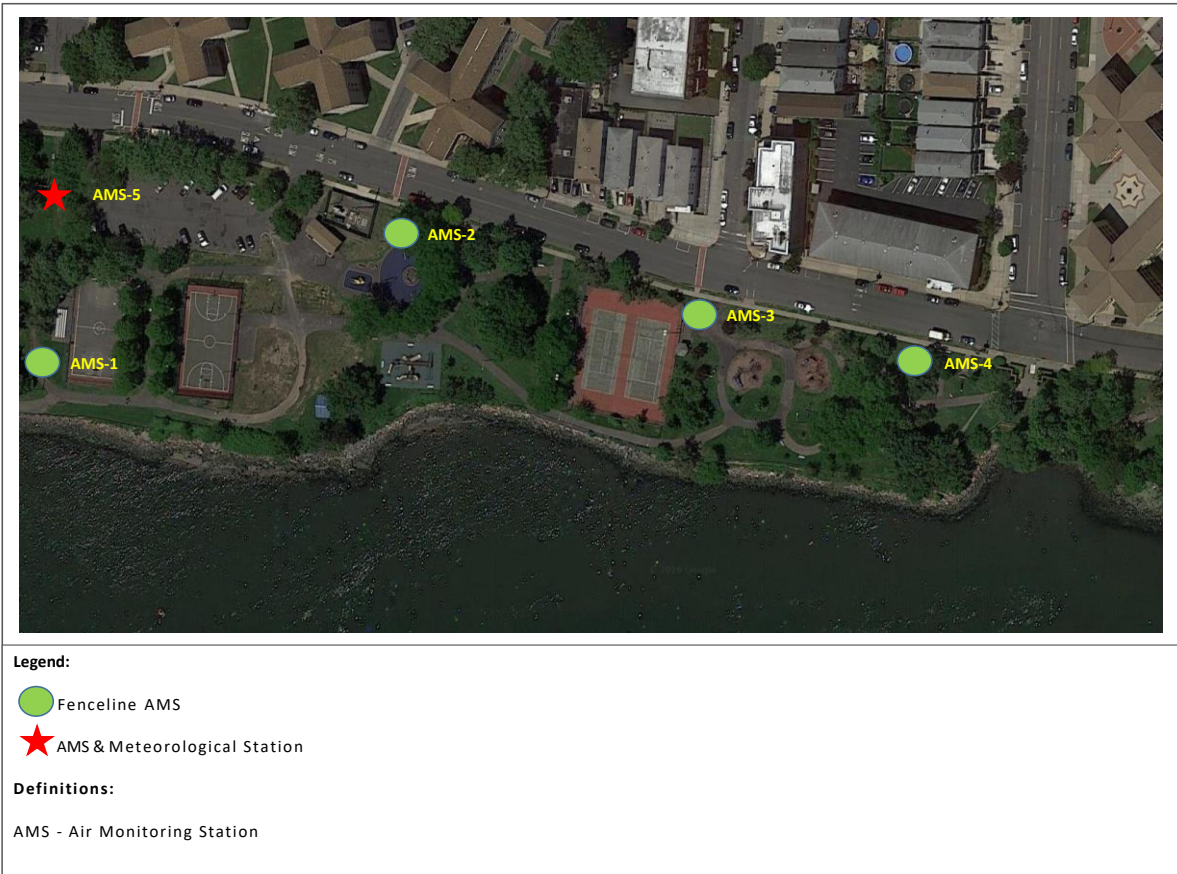 AMS-5
AMS-2
AMS-3
AMS-1
AMS-4
Legend:
Fenceline AMS
AMS & Meteorological Station
Definitions:
AMS - Air Monitoring Station